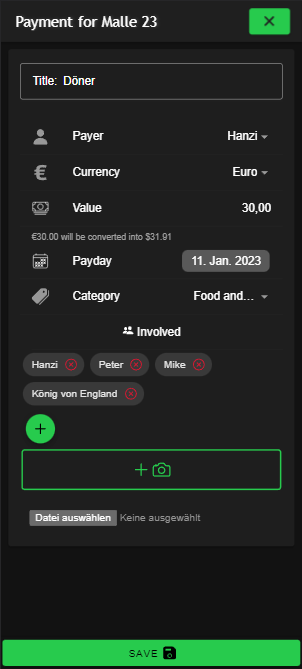 Payment for Malle 23
Title: Döner
Payer Hanzi
Currency Euro
Value 30,00
€30.00 will be converted into $31.91
Payday 11. Jan. 2023
Category Food and...
Involved
Hanzi Peter Mike
König von England
Datei auswählen Keine ausgewählt
SAVE